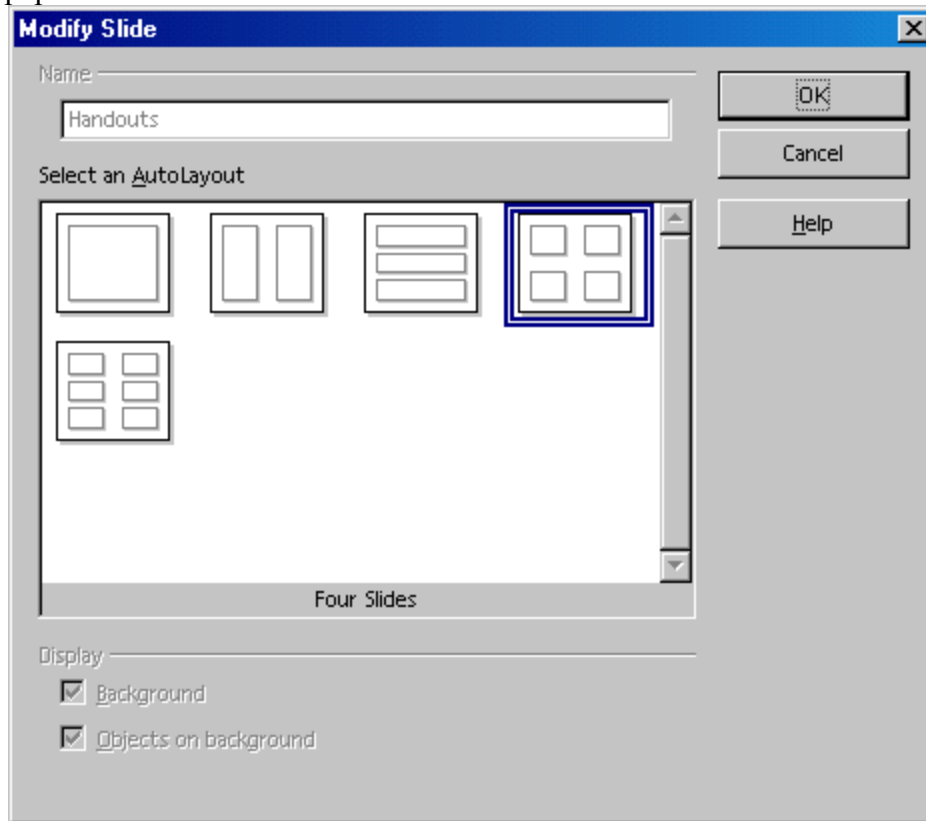 Modify Slide
Name
OK
Handouts
Cancel
Select an AutoLayout
Help
Four Slides
Display
Background
Objects on background